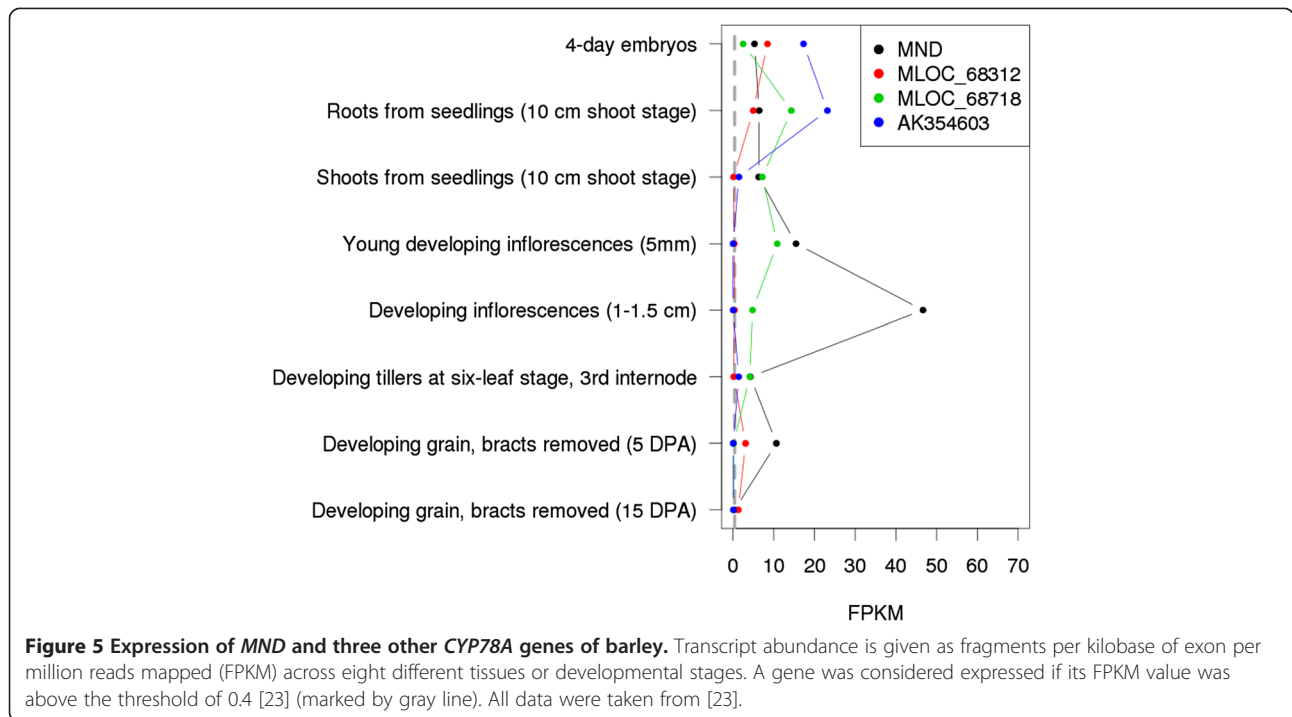 4-day embryos
Roots from seedlings (10 cm shoot stage)
Shoots from seedlings (10 cm shoot stage)
Young developing inflorescences (5mm)
Developing inflorescences (1-1.5 cm)
Developing tillers at six-leaf stage, 3rd internode
Developing grain, bracts removed (5 DPA)
Developing grain, bracts removed (15 DPA)
MND
MLOC_68312
MLOC_68718
AK354603
0 10 20 30 40 50 60 70
FPKM
Figure 5 Expression of MND and three other CYP78A genes of barley. Transcript abundance is given as fragments per kilobase of exon per
million reads mapped (FPKM) across eight different tissues or developmental stages. A gene was considered expressed if its FPKM value was
above the threshold of 0.4 [23] (marked by gray line). All data were taken from [23].